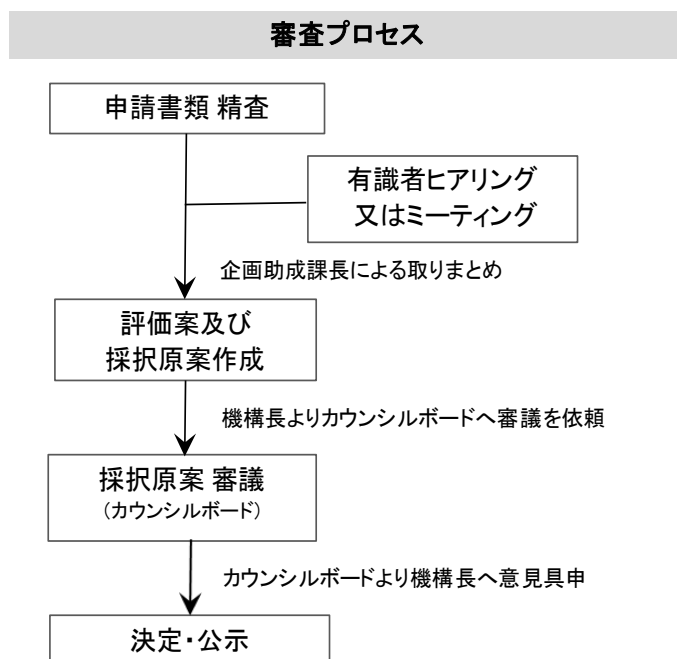 審査プロセス
申請書類 精査
有識者ヒアリング
又はミーティング
企画助成課長による取りまとめ
評価案及び
採択原案作成
機構長よりカウンシルボードへ審議を依頼
採択原案 審議
（カウンシルボード）
カウンシルボードより機構長へ意見具申
決定・公示